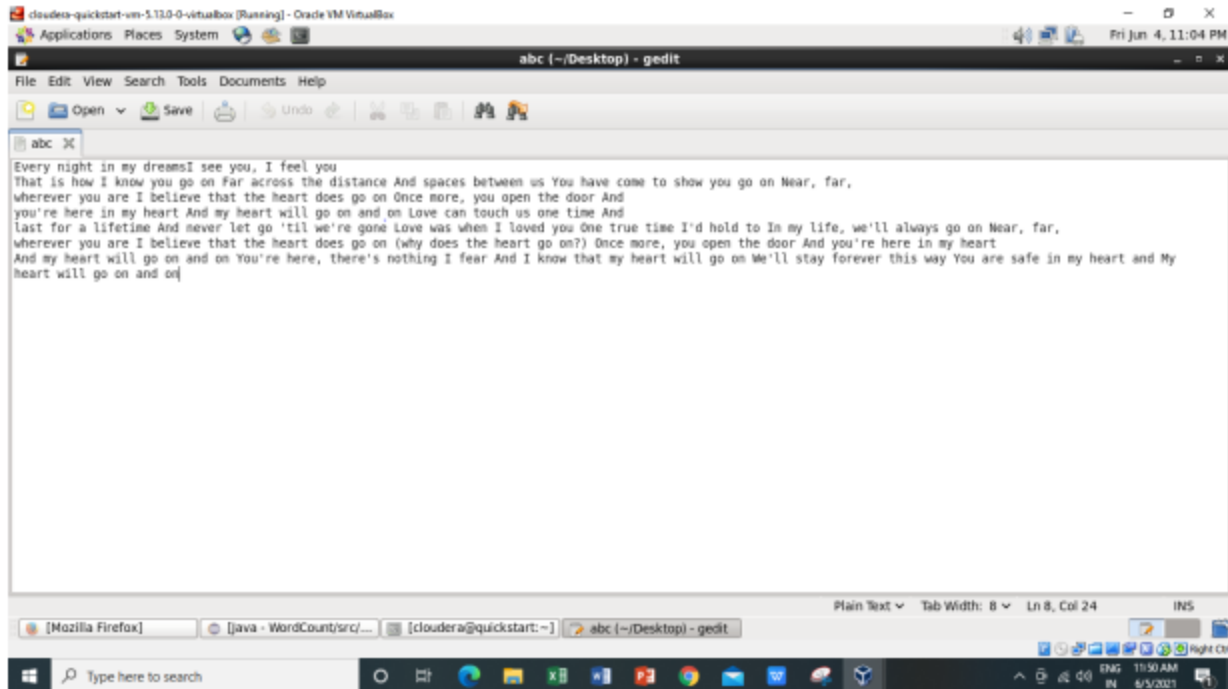 cloudera-quickstart-vm-5.13.0-0-virtualbox [Running] - Oracle VM VirtualBox
Applications Places System Fri Jun 4, 11:04 PM
abc (~/Desktop) - gedit
File Edit View Search Tools Documents Help
Open Save Undo
abc
Every night in my dreamsI see you, I feel you
That is how I know you go on Far across the distance And spaces between us You have come to show you go on Near, far,
wherever you are I believe that the heart does go on Once more, you open the door And
you're here in my heart And my heart will go on and on Love can touch us one time And
last for a lifetime And never let go 'til we're gone Love was when I loved you One true time I'd hold to In my life, we'll always go on Near, far,
wherever you are I believe that the heart does go on (why does the heart go on?) Once more, you open the door And you're here in my heart
And my heart will go on and on You're here, there's nothing I fear And I know that my heart will go on We'll stay forever this way You are safe in my heart and My
heart will go on and on
Plain Text Tab Width: 8 Ln 8, Col 24 INS
[Mozilla Firefox] [Java - WordCount/src/... [cloudera@quickstart:~] abc (~/Desktop) - gedit
Right Ctrl
Type here to search ENG 11:50 AM
IN 6/5/2021